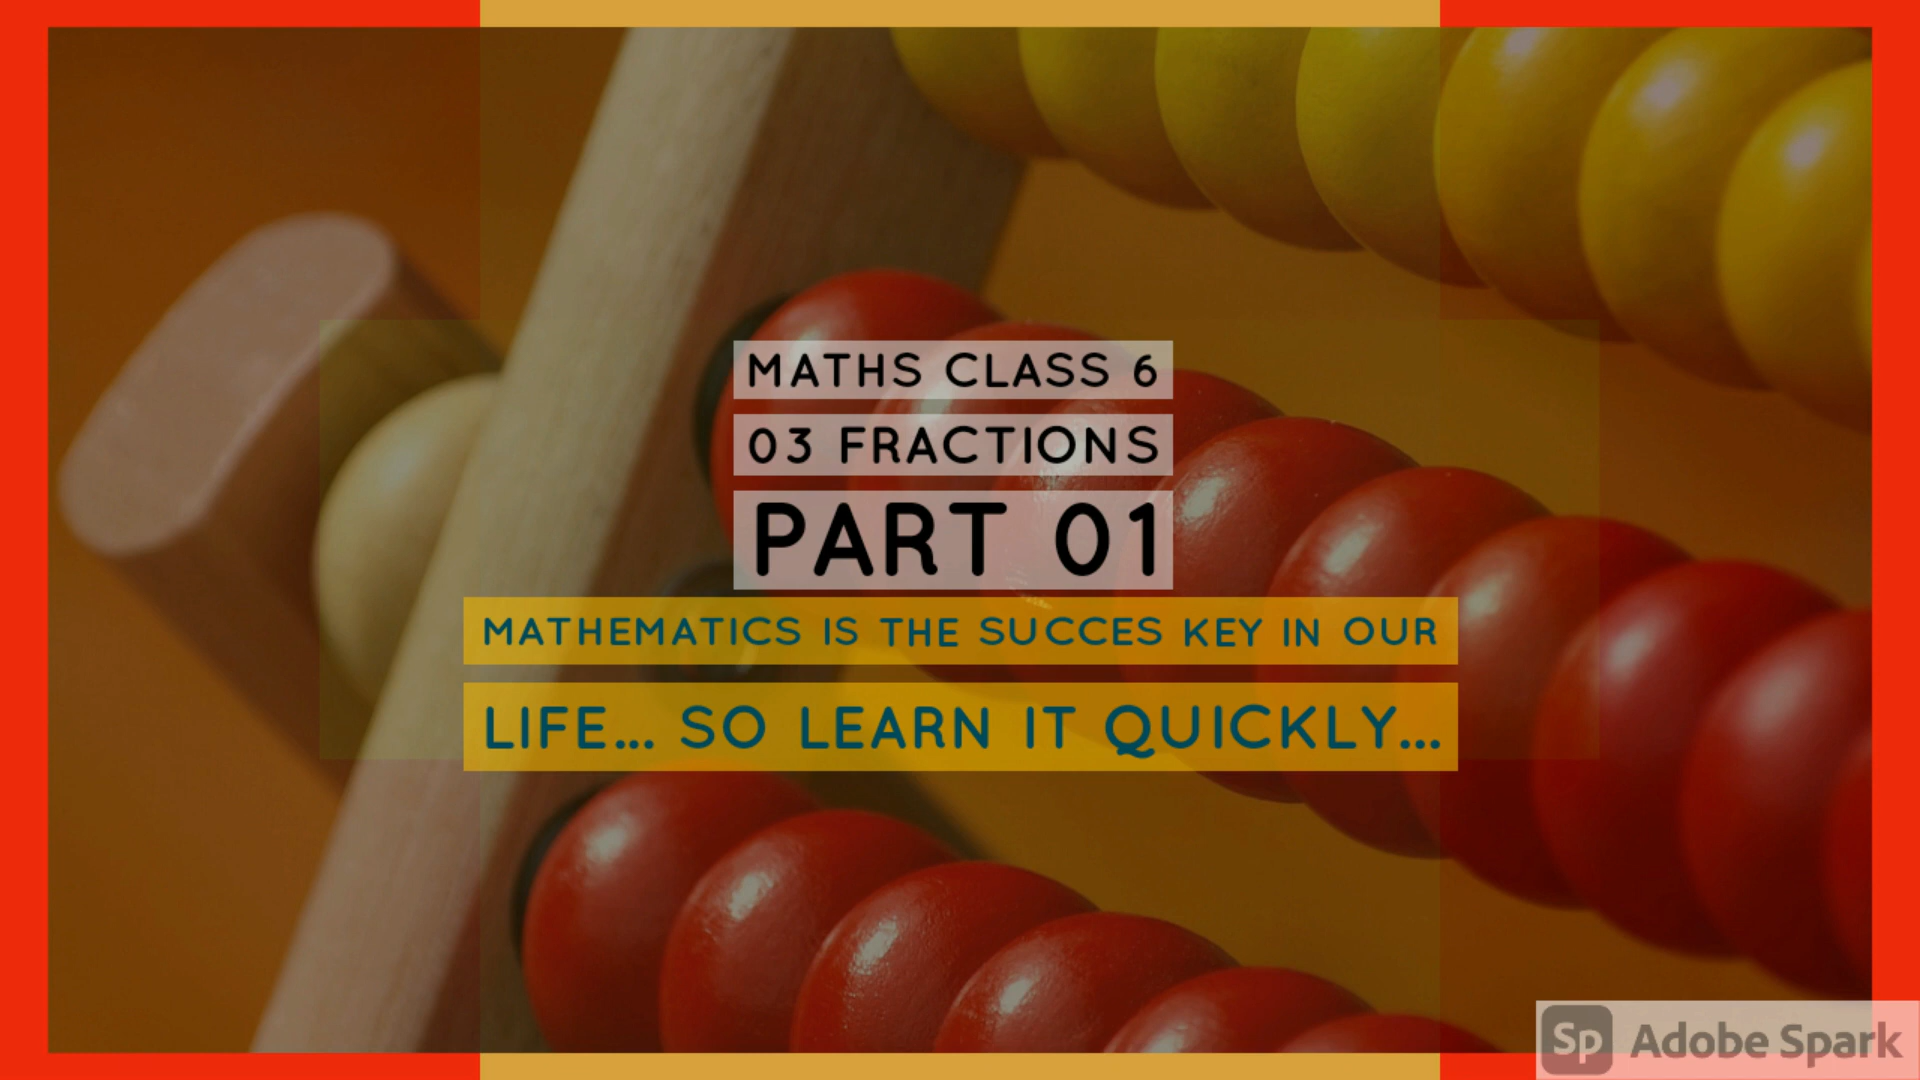 MATHS CLASS 6
03 FRACTIONS
PART 01
MATHEMATICS IS THE SUCCES KEY IN OUR
LIFE... SO LEARN IT QUICKLY...
Sp Adobe Spark